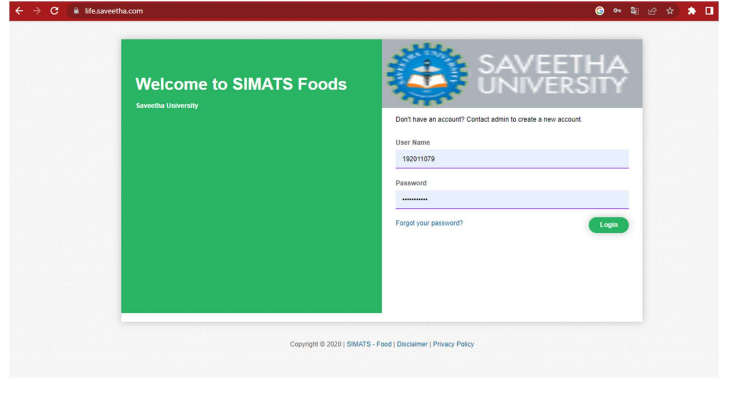 life.saveetha.com
Welcome to SIMATS Foods
Saveetha University
SAVEETHA
UNIVERSITY
Don't have an account? Contact admin to create a new account.
User Name
192011079
Password
•••••••••••
Forgot your password?
Login
Copyright © 2020 | SIMATS - Food | Disclaimer | Privacy Policy